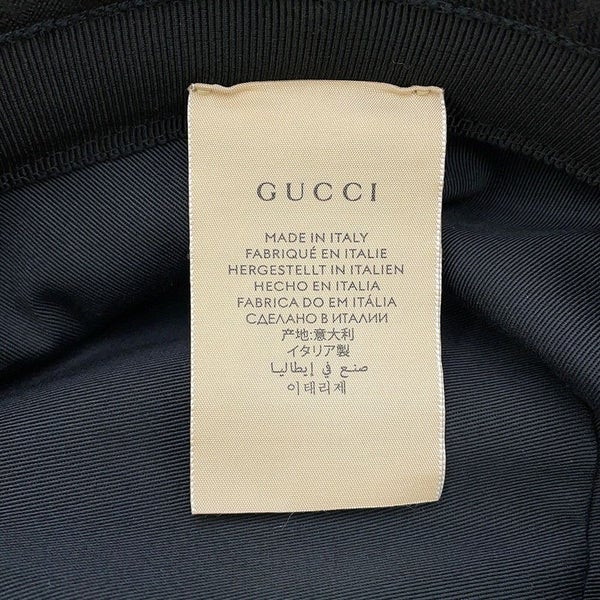 GUCCI
MADE IN ITALY
FABRIQUÉ EN ITALIE
HERGESTELLT IN ITALIEN
HECHO EN ITALIA
FABRICA DO EM ITÁLIA
СДЕЛАНО В ИТАЛИИ
产地:意大利
イタリア製
صنع في إيطاليا
이태리제